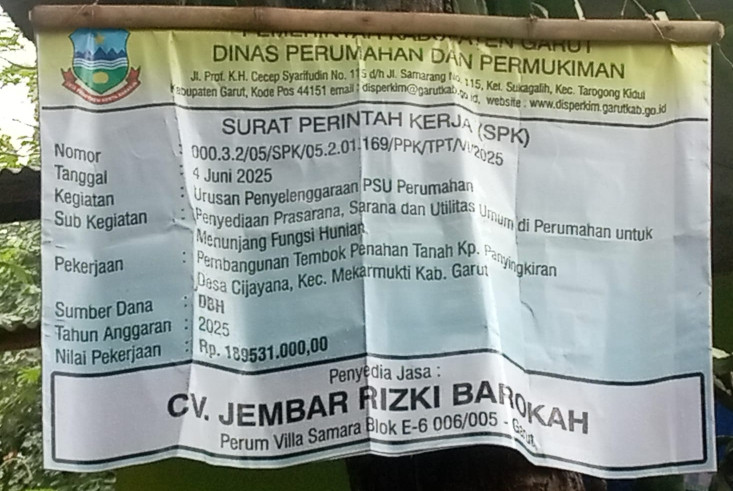 PEMERINTAH KABUPATEN GARUT
DINAS PERUMAHAN DAN PERMUKIMAN
Jl. Prof. K.H. Cecep Syarifudin No. 115 d/h Jl. Samarang No. 115, Kel. Sukagalih, Kec. Tarogong Kidul
Kabupaten Garut, Kode Pos 44151 email : disperkim@garutkab.go.id, website : www.disperkim.garutkab.go.id
SURAT PERINTAH KERJA (SPK)
Nomor : 000.3.2/05/SPK/05.2.01.169/PPK/TPT/VI/2025
Tanggal : 4 Juni 2025
Kegiatan : Urusan Penyelenggaraan PSU Perumahan
Sub Kegiatan : Penyediaan Prasarana, Sarana dan Utilitas Umum di Perumahan untuk
Menunjang Fungsi Hunian
Pekerjaan : Pembangunan Tembok Penahan Tanah Kp. Panyingkiran
Desa Cijayana, Kec. Mekarmukti Kab. Garut
Sumber Dana : DBH
Tahun Anggaran : 2025
Nilai Pekerjaan : Rp. 189531.000,00
Penyedia Jasa :
CV. JEMBAR RIZKI BAROKAH
Perum Villa Samara Blok E-6 006/005 - Garut